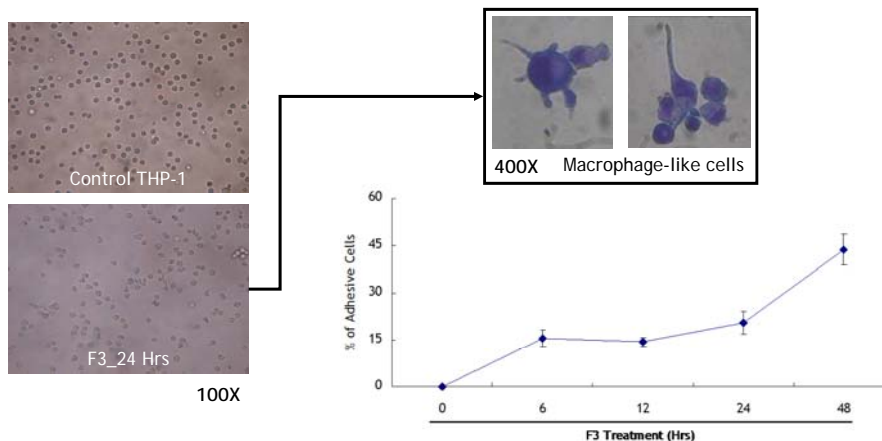 Control THP-1
F3_24 Hrs
100X
400X Macrophage-like cells
% of Adhesive Cells
60
45
30
15
0
0 6 12 24 48
F3 Treatment (Hrs)